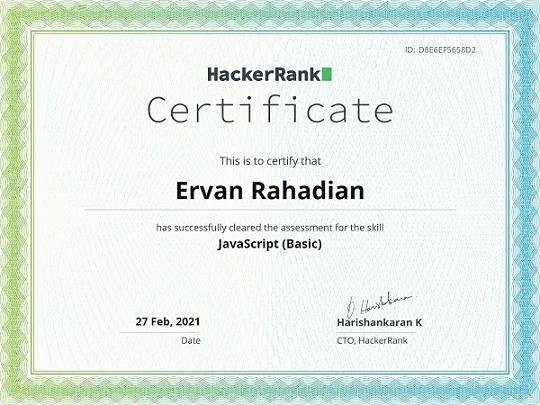 ID: D8E6EF5658D2
HackerRank
Certificate
This is to certify that
Ervan Rahadian
has successfully cleared the assessment for the skill
JavaScript (Basic)
27 Feb, 2021
Date
Harishankaran K
CTO, HackerRank